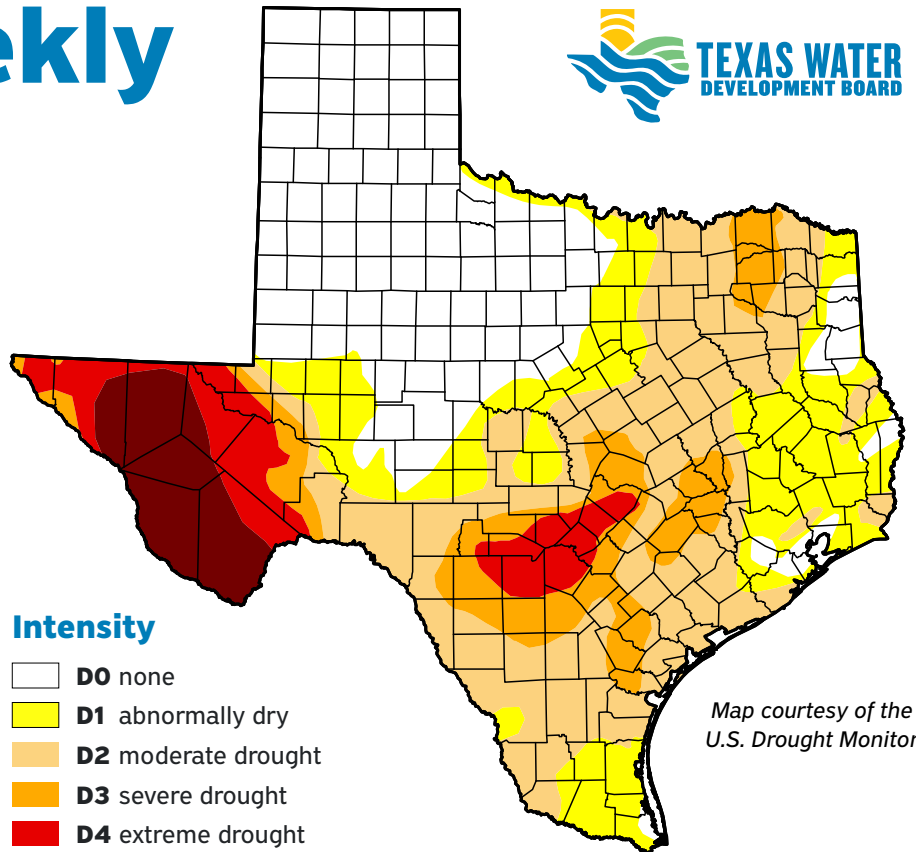 ekly
TEXAS WATER
DEVELOPMENT BOARD
Intensity
D0 none
D1 abnormally dry
D2 moderate drought
D3 severe drought
D4 extreme drought
Map courtesy of the
U.S. Drought Monitor